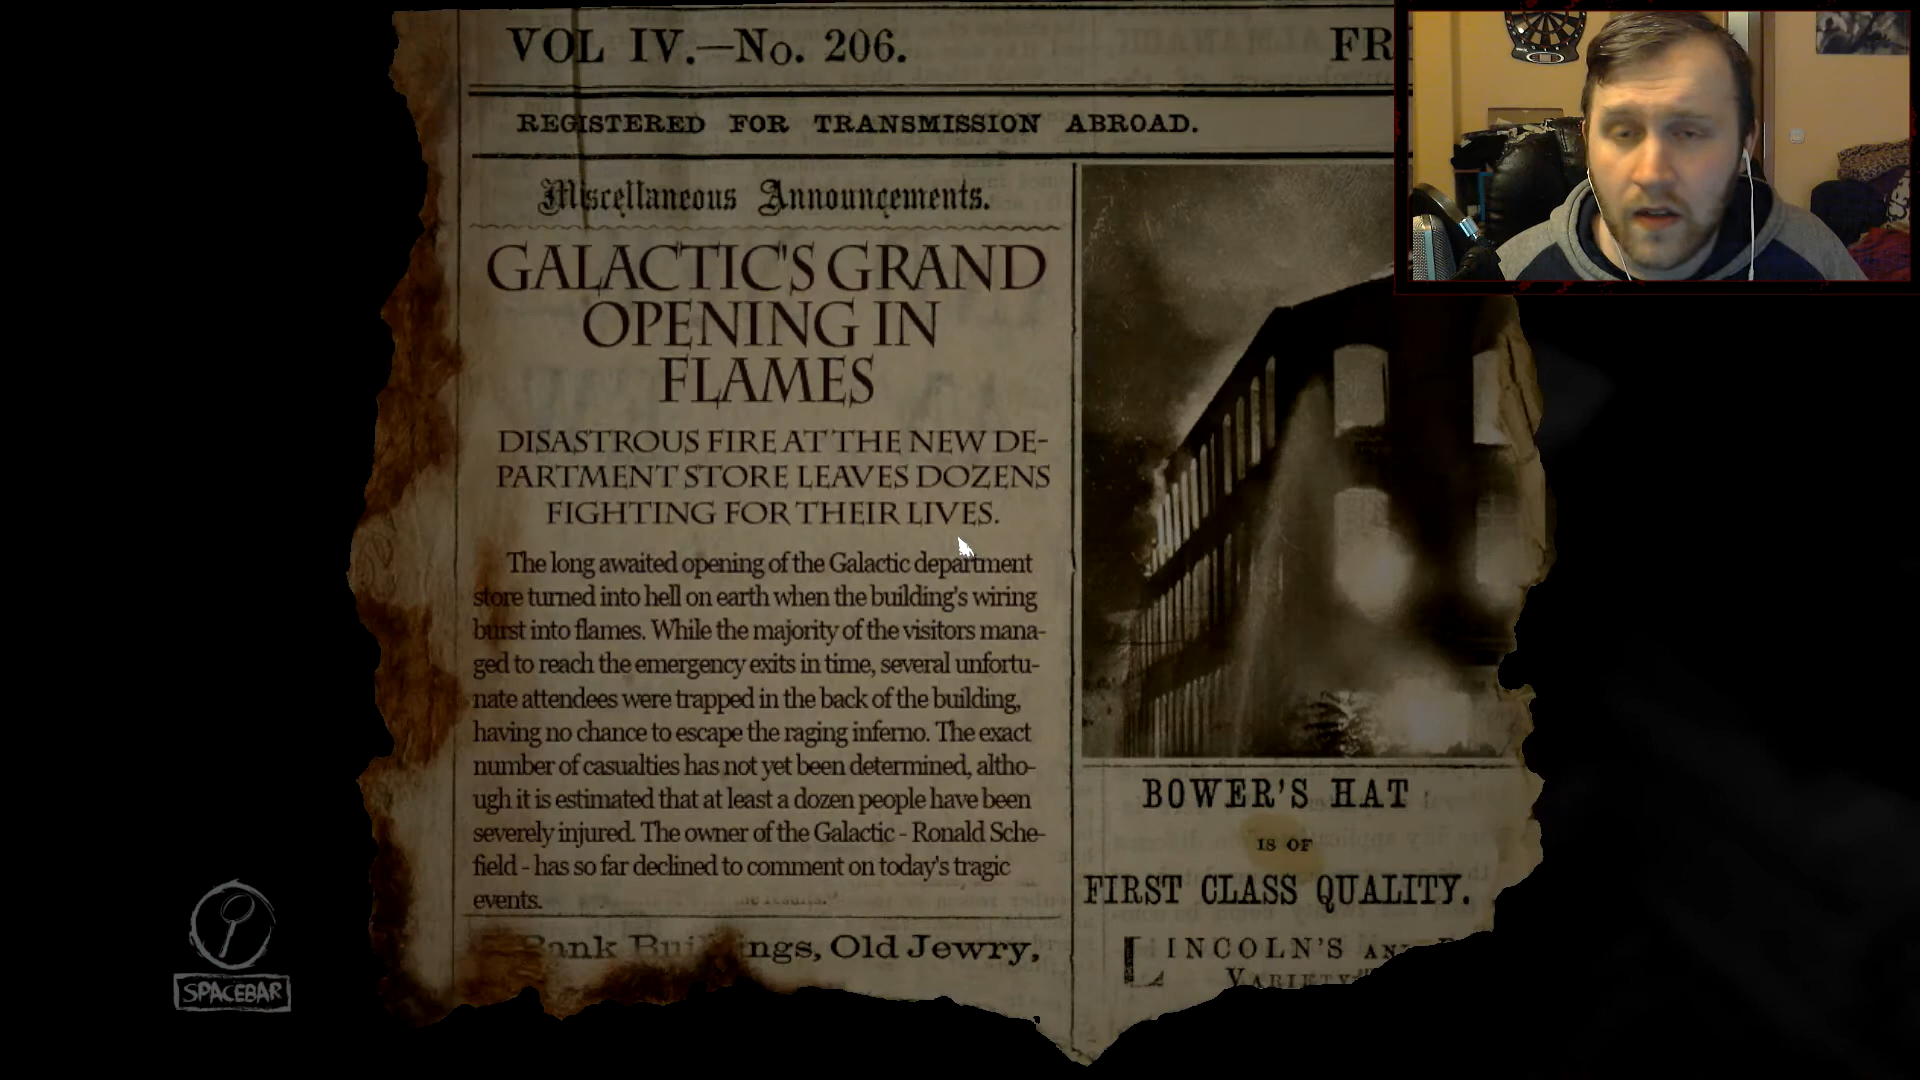 VOL IV.—No. 206.
FR
REGISTERED FOR TRANSMISSION ABROAD.
Miscellaneous Announcements.
GALACTIC'S GRAND
OPENING IN
FLAMES
DISASTROUS FIRE AT THE NEW DE-
PARTMENT STORE LEAVES DOZENS
FIGHTING FOR THEIR LIVES.
The long awaited opening of the Galactic department
store turned into hell on earth when the building's wiring
burst into flames. While the majority of the visitors mana-
ged to reach the emergency exits in time, several unfortu-
nate attendees were trapped in the back of the building,
having no chance to escape the raging inferno. The exact
number of casualties has not yet been determined, altho-
ugh it is estimated that at least a dozen people have been
severely injured. The owner of the Galactic - Ronald Sche-
field - has so far declined to comment on today's tragic
events.
Old Jewry,
BOWER'S HAT
IS OF
FIRST CLASS QUALITY.
LINCOLN'S
VARIETY
SPACEBAR